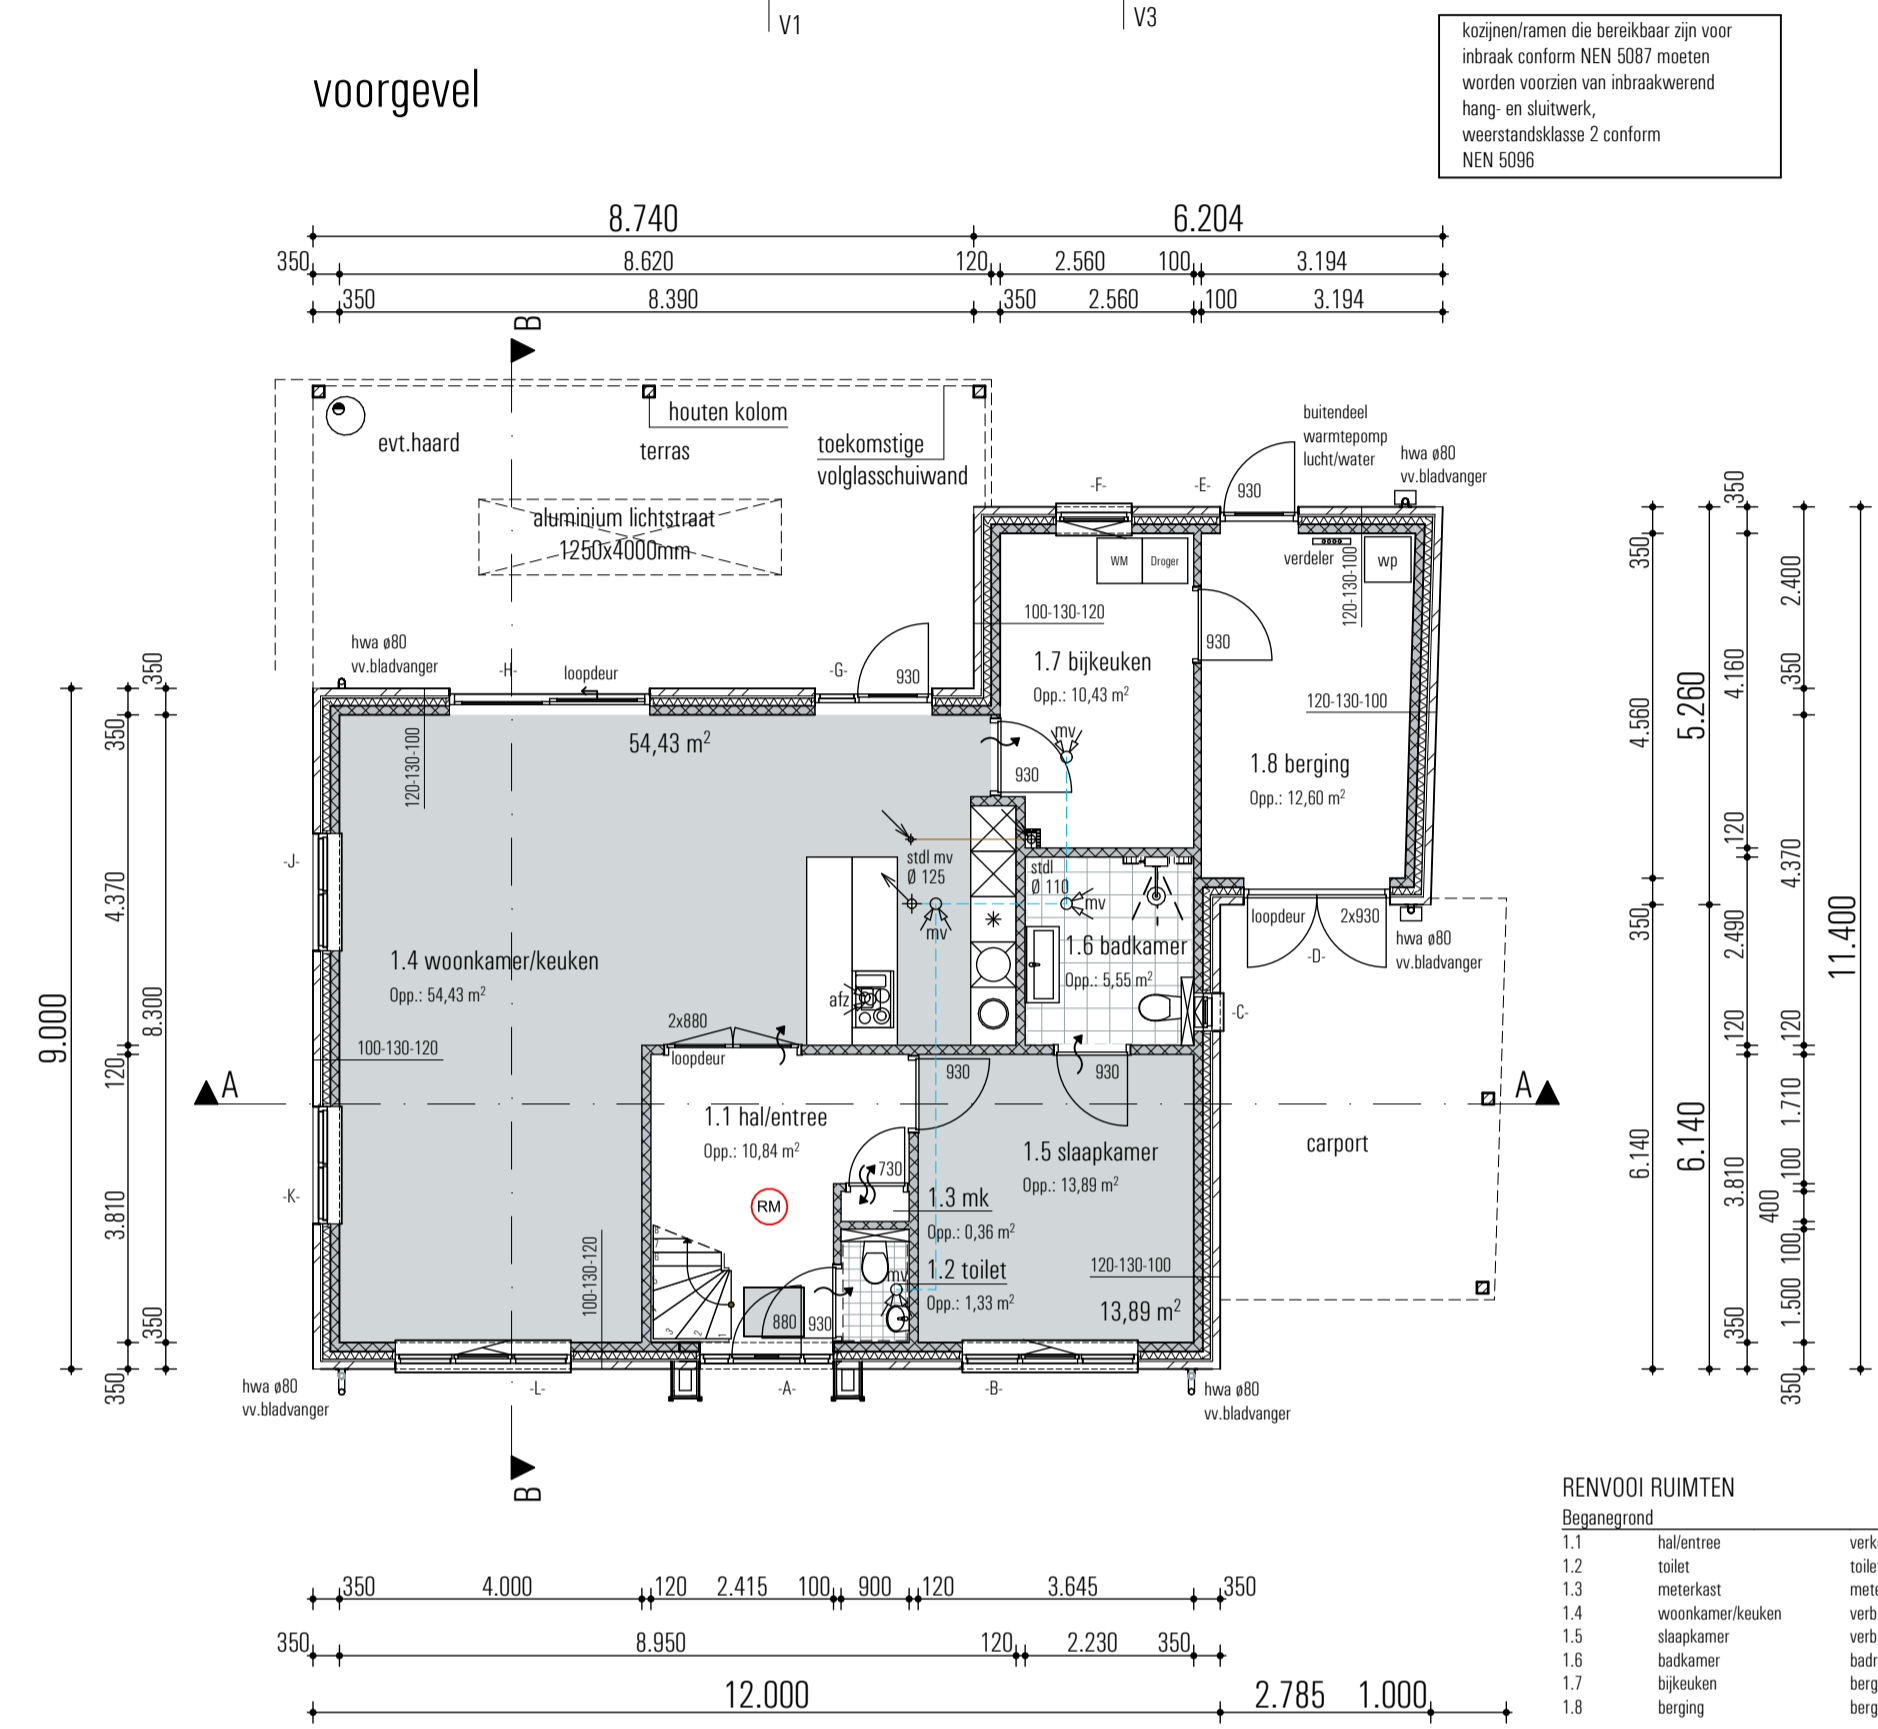 V1
V3
kozijnen/ramen die bereikbaar zijn voor
inbraak conform NEN 5087 moeten
worden voorzien van inbraakwerend
hang- en sluitwerk,
weerstandsklasse 2 conform
NEN 5096
voorgevel
8.740
6.204
350
8.620
120
2.560
100
3.194
350
8.390
350
2.560
100
3.194
B
houten kolom
evt.haard
terras
toekomstige
volglasschuiwand
aluminium lichtstraat
1250x4000mm
buitendeel
warmtepomp
lucht/water
hwa ø80
vv.bladvanger
-F-
-E-
930
WM
Droger
verdeler
wp
120-130-100
100-130-120
930
hwa ø80
vv.bladvanger
-H-
loopdeur
-G-
930
1.7 bijkeuken
Opp.: 10,43 m²
120-130-100
54,43 m²
mv
930
120-130-100
1.8 berging
Opp.: 12,60 m²
-J-
stdl mv
Ø 125
stdl
Ø 110
mv
mv
loopdeur
2x930
hwa ø80
vv.bladvanger
-D-
1.4 woonkamer/keuken
Opp.: 54,43 m²
1.6 badkamer
Opp.: 5,55 m²
afz
-C-
2x880
loopdeur
100-130-120
930
930
A
A
1.1 hal/entree
Opp.: 10,84 m²
carport
1.5 slaapkamer
Opp.: 13,89 m²
730
-K-
1.3 mk
Opp.: 0,36 m²
RM
1.2 toilet
Opp.: 1,33 m²
mv
100-130-120
120-130-100
13,89 m²
880
930
3
2
1
hwa ø80
vv.bladvanger
-L-
-A-
-B-
hwa ø80
vv.bladvanger
B
9.000
350
4.370
120
3.810
350
350
8.300
350
350
4.560
350
6.140
5.260
6.140
350
4.160
120
2.490
120
3.810
350
2.400
350
4.370
120
1.710
100
400
100
1.500
350
11.400
350
4.000
120
2.415
100
900
120
3.645
350
350
8.950
120
2.230
350
12.000
2.785
1.000
RENVOOI RUIMTEN
Beganegrond
1.1 hal/entree
1.2 toilet
1.3 meterkast
1.4 woonkamer/keuken
1.5 slaapkamer
1.6 badkamer
1.7 bijkeuken
1.8 berging